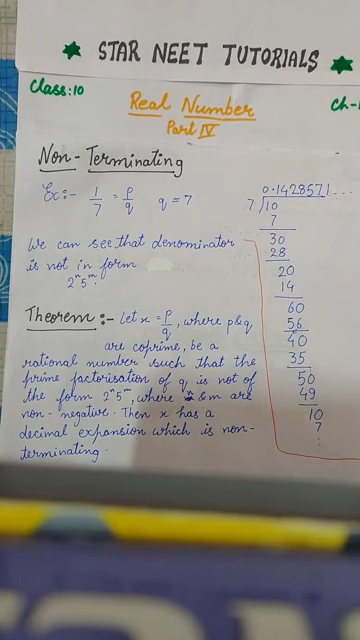 STAR NEET TUTORIALS
Class:10
Ch-
Real Number
Part IV
Non-Terminating
Ex:- 1/7 = p/q q = 7
We can see that denominator
is not in form
2ⁿ5ᵐ.
0.1428571...
7 ) 10
7
30
28
20
14
60
56
40
35
50
49
10
7
:
Theorem:- Let x = p/q, where p & q
are coprime, be a
rational number such that the
prime factorisation of q is not of
the form 2ⁿ5ᵐ, where n & m are
non-negative. Then x has a
decimal expansion which is non-
terminating.